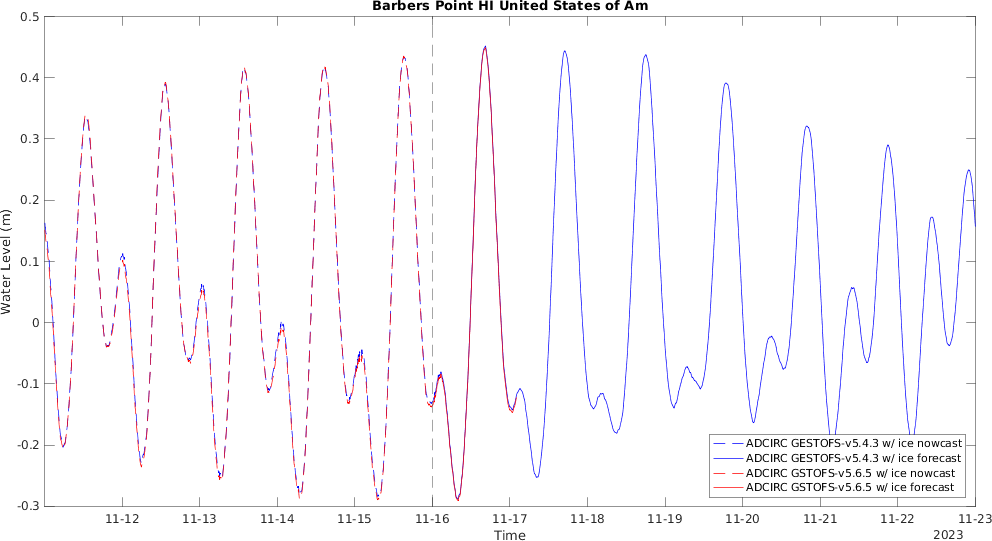 Barbers Point HI United States of Am
Water Level (m)
0.5
0.4
0.3
0.2
0.1
0
-0.1
-0.2
-0.3
ADCIRC GESTOFS-v5.4.3 w/ ice nowcast
ADCIRC GESTOFS-v5.4.3 w/ ice forecast
ADCIRC GSTOFS-v5.6.5 w/ ice nowcast
ADCIRC GSTOFS-v5.6.5 w/ ice forecast
11-12 11-13 11-14 11-15 11-16 11-17 11-18 11-19 11-20 11-21 11-22 11-23
Time
2023